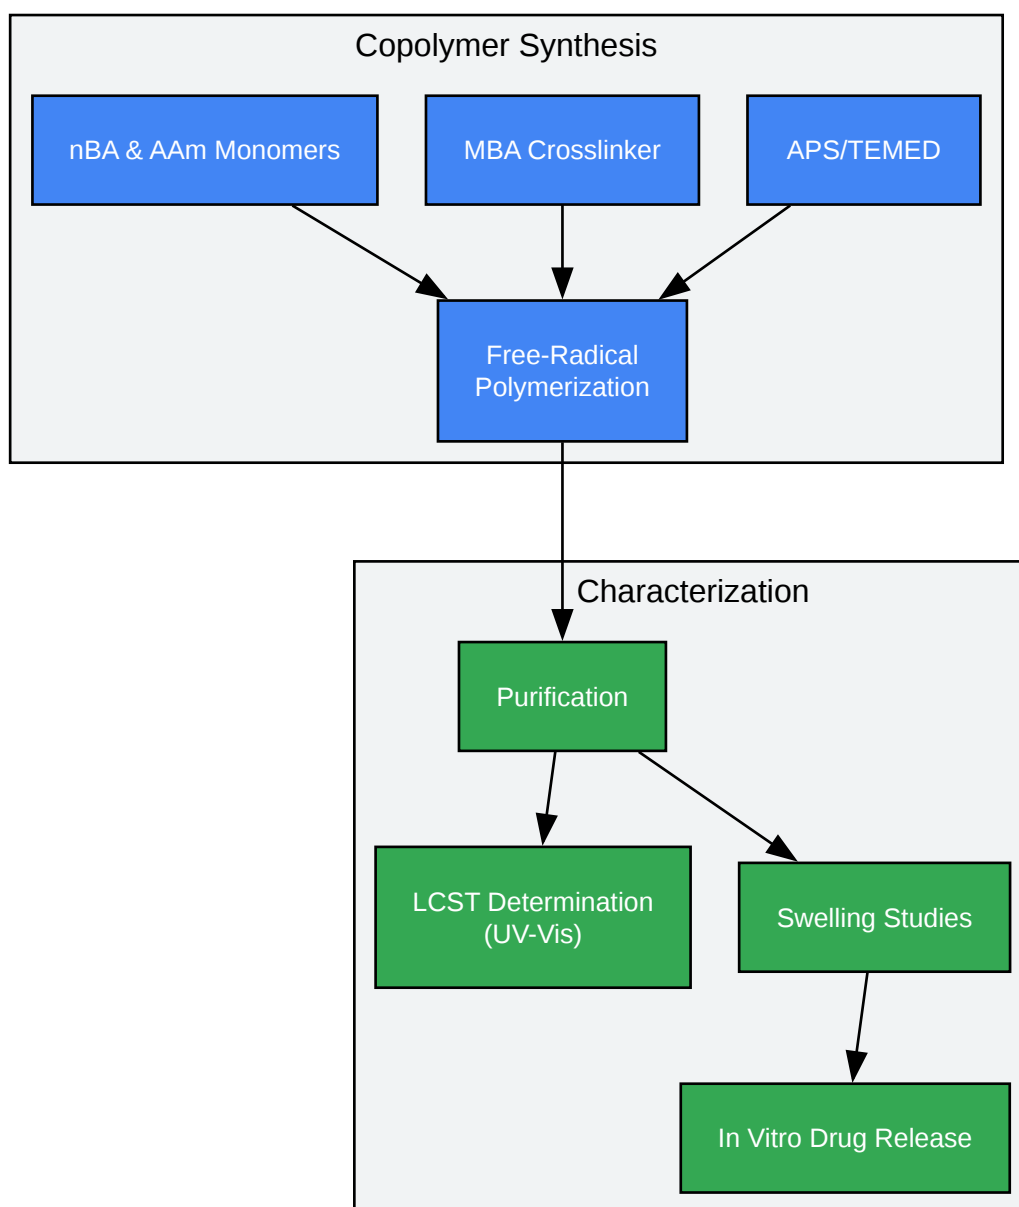 Copolymer Synthesis
nBA & AAm Monomers
MBA Crosslinker
APS/TEMED
Free-Radical
Polymerization
Characterization
Purification
LCST Determination
(UV-Vis)
Swelling Studies
In Vitro Drug Release